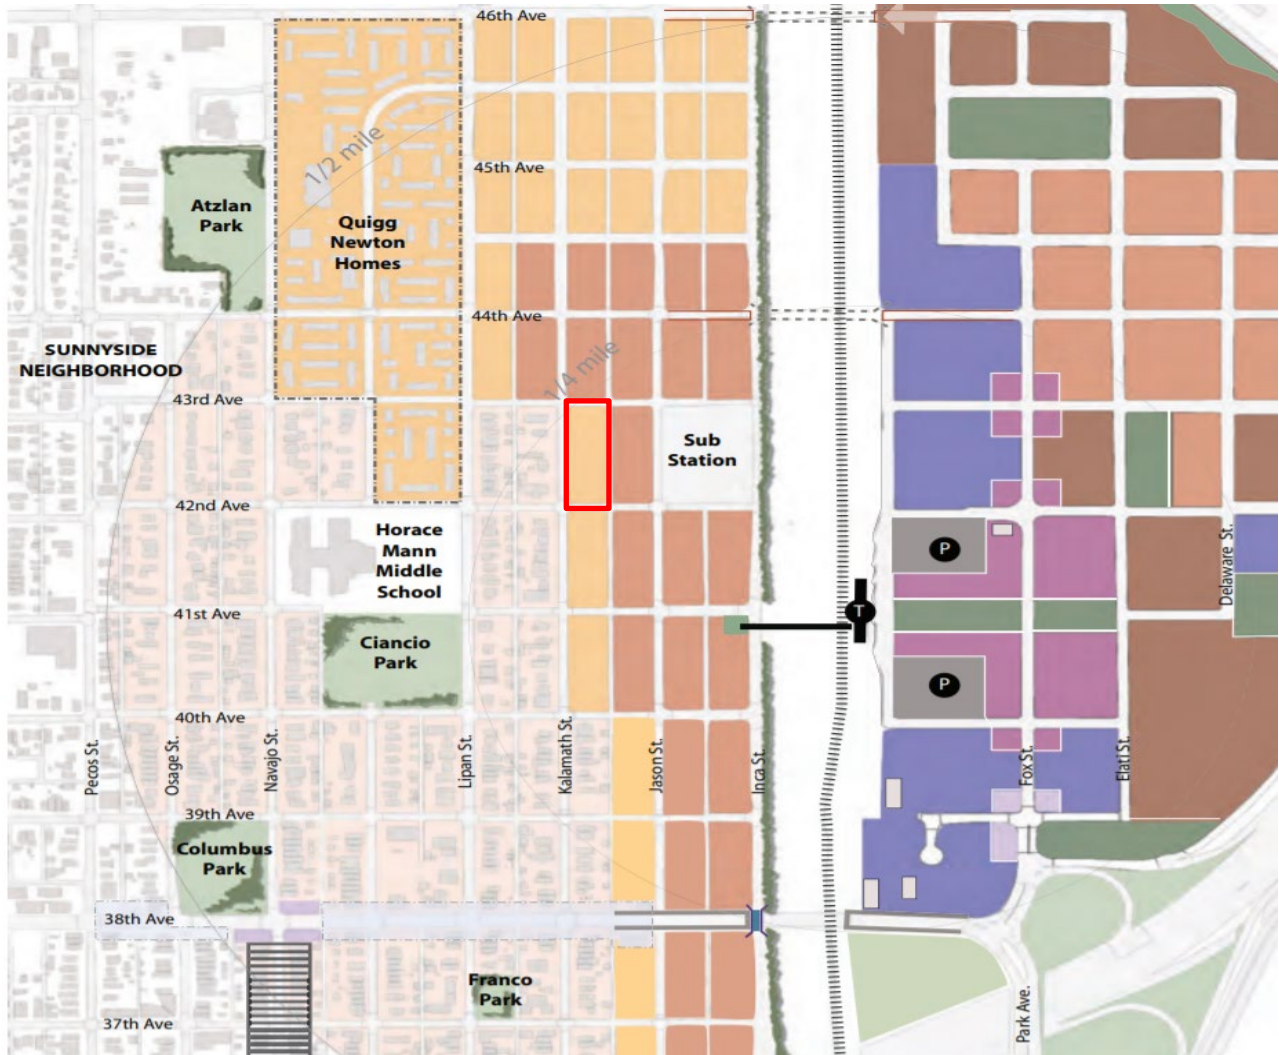 46th Ave
1/2 mile
45th Ave
Atzlan
Park
Quigg
Newton
Homes
44th Ave
SUNNYSIDE
NEIGHBORHOOD
1/4 mile
43rd Ave
Sub
Station
42nd Ave
Horace
Mann
Middle
School
P
Delaware St.
41st Ave
T
Ciancio
Park
P
40th Ave
Pecos St.
Osage St.
Navajo St.
Lipan St.
Kalamath St.
Jason St.
Inca St.
Fox St.
Elati St.
39th Ave
Columbus
Park
38th Ave
Franco
Park
37th Ave
Park Ave.